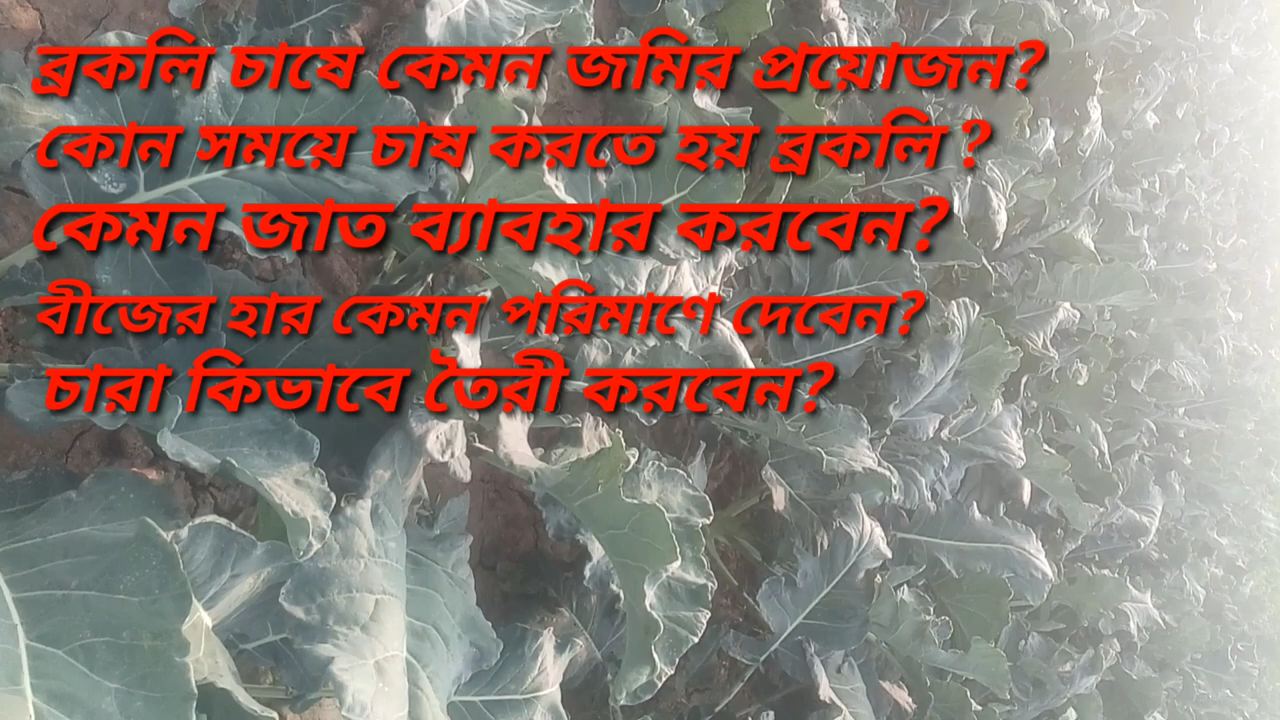 ব্রকলি চাষে কেমন জমির প্রয়োজন?
কোন সময়ে চাষ করতে হয় ব্রকলি ?
কেমন জাত ব্যাবহার করবেন?
বীজের হার কেমন পরিমাণে দেবেন?
চারা কিভাবে তৈরী করবেন?